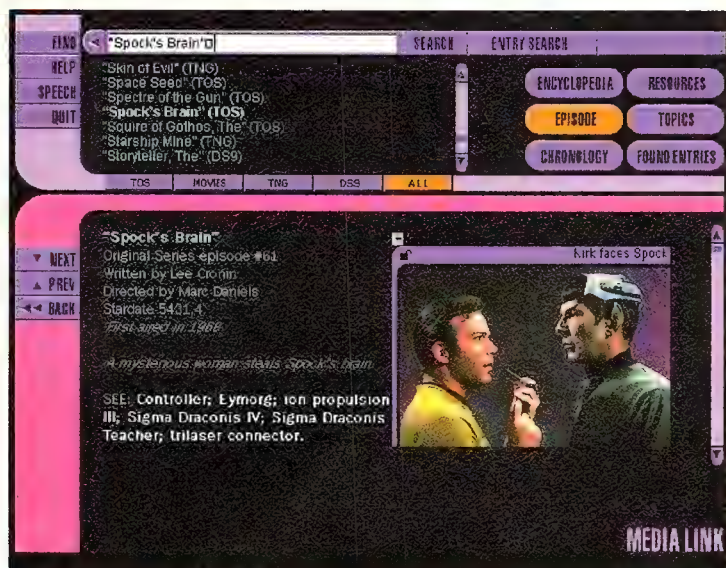 FIND
HELP
SPEECH
QUIT
"Spock's Brain"
SEARCH
ENTRY SEARCH
"Skin of Evil" (TNG)
"Space Seed" (TOS)
"Spectre of the Gun" (TOS)
"Spock's Brain" (TOS)
"Squire of Gothos, The" (TOS)
"Starship Mine" (TNG)
"Storyteller, The" (DS9)
ENCYCLOPEDIA
RESOURCES
EPISODE
TOPICS
CHRONOLOGY
FOUND ENTRIES
TOS
MOVIES
TNG
DS9
ALL
NEXT
PREV
BACK
"Spock's Brain"
Original Series episode #61
Written by Lee Cronin
Directed by Marc Daniels
Stardate 5431.4
First aired in 1968
A mysterious woman steals Spock's brain.
SEE: Controller; Eymorg; ion propulsion
III; Sigma Draconis IV; Sigma Draconis
Teacher; trilaser connector.
Kirk faces Spock
MEDIA LINK